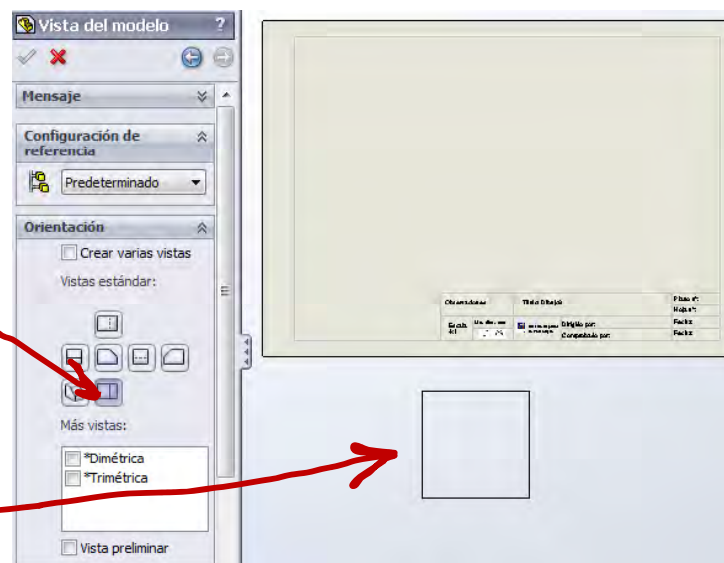 Vista del modelo ?
Mensaje
Configuración de
referencia
Predeterminado
Orientación
Crear varias vistas
Vistas estándar:
Más vistas:
*Dimétrica
*Trimétrica
Vista preliminar
Observaciones
Título Dibujo
Plano nº:
Hoja nº:
Escala
Dirigido por:
Fecha:
Comprobado por:
Fecha: